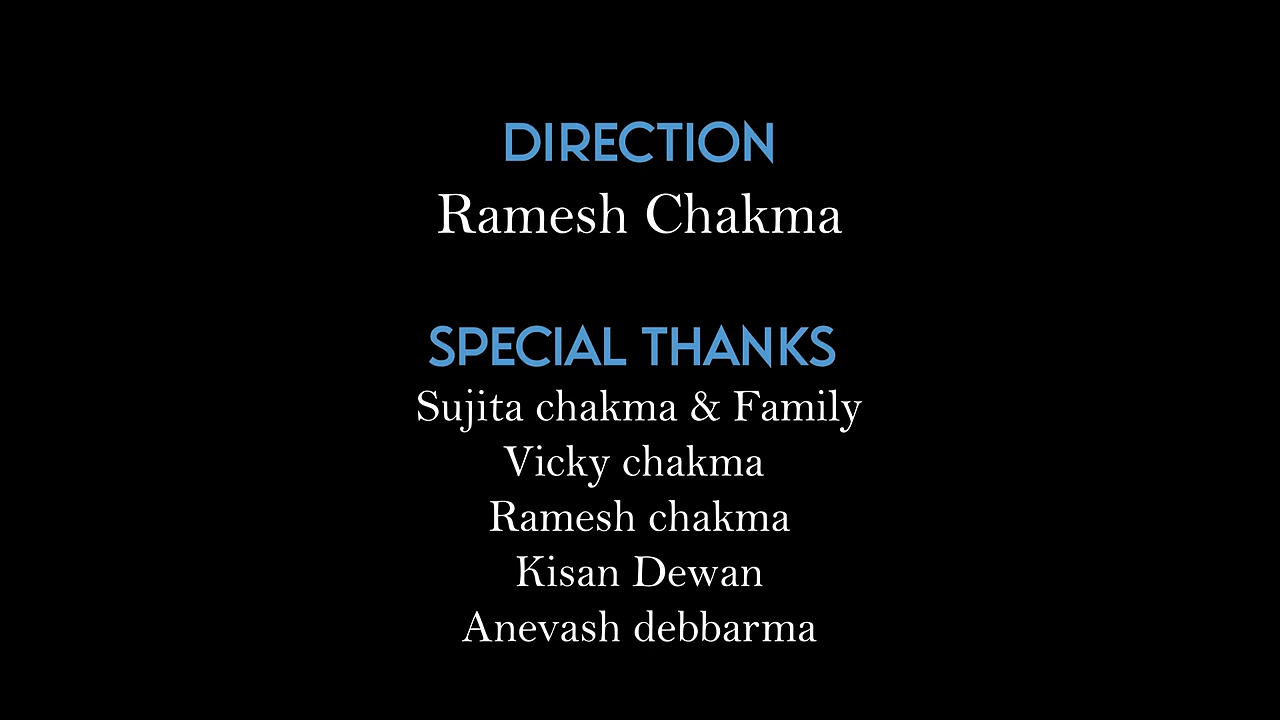 DIRECTION
Ramesh Chakma
SPECIAL THANKS
Sujita chakma & Family
Vicky chakma
Ramesh chakma
Kisan Dewan
Anevash debbarma